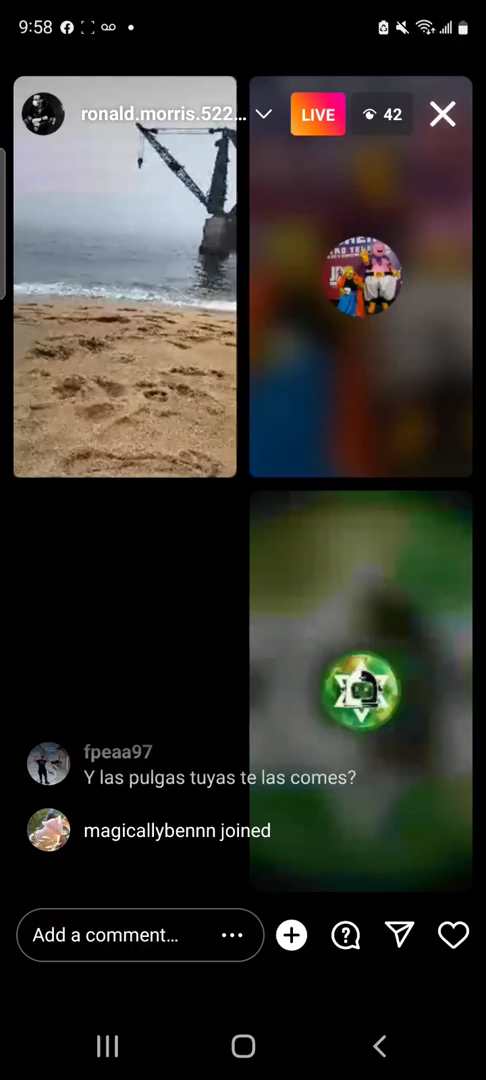 9:58
ronald.morris.522...
LIVE
42
fpeaa97
Y las pulgas tuyas te las comes?
magicallybennn joined
Add a comment...